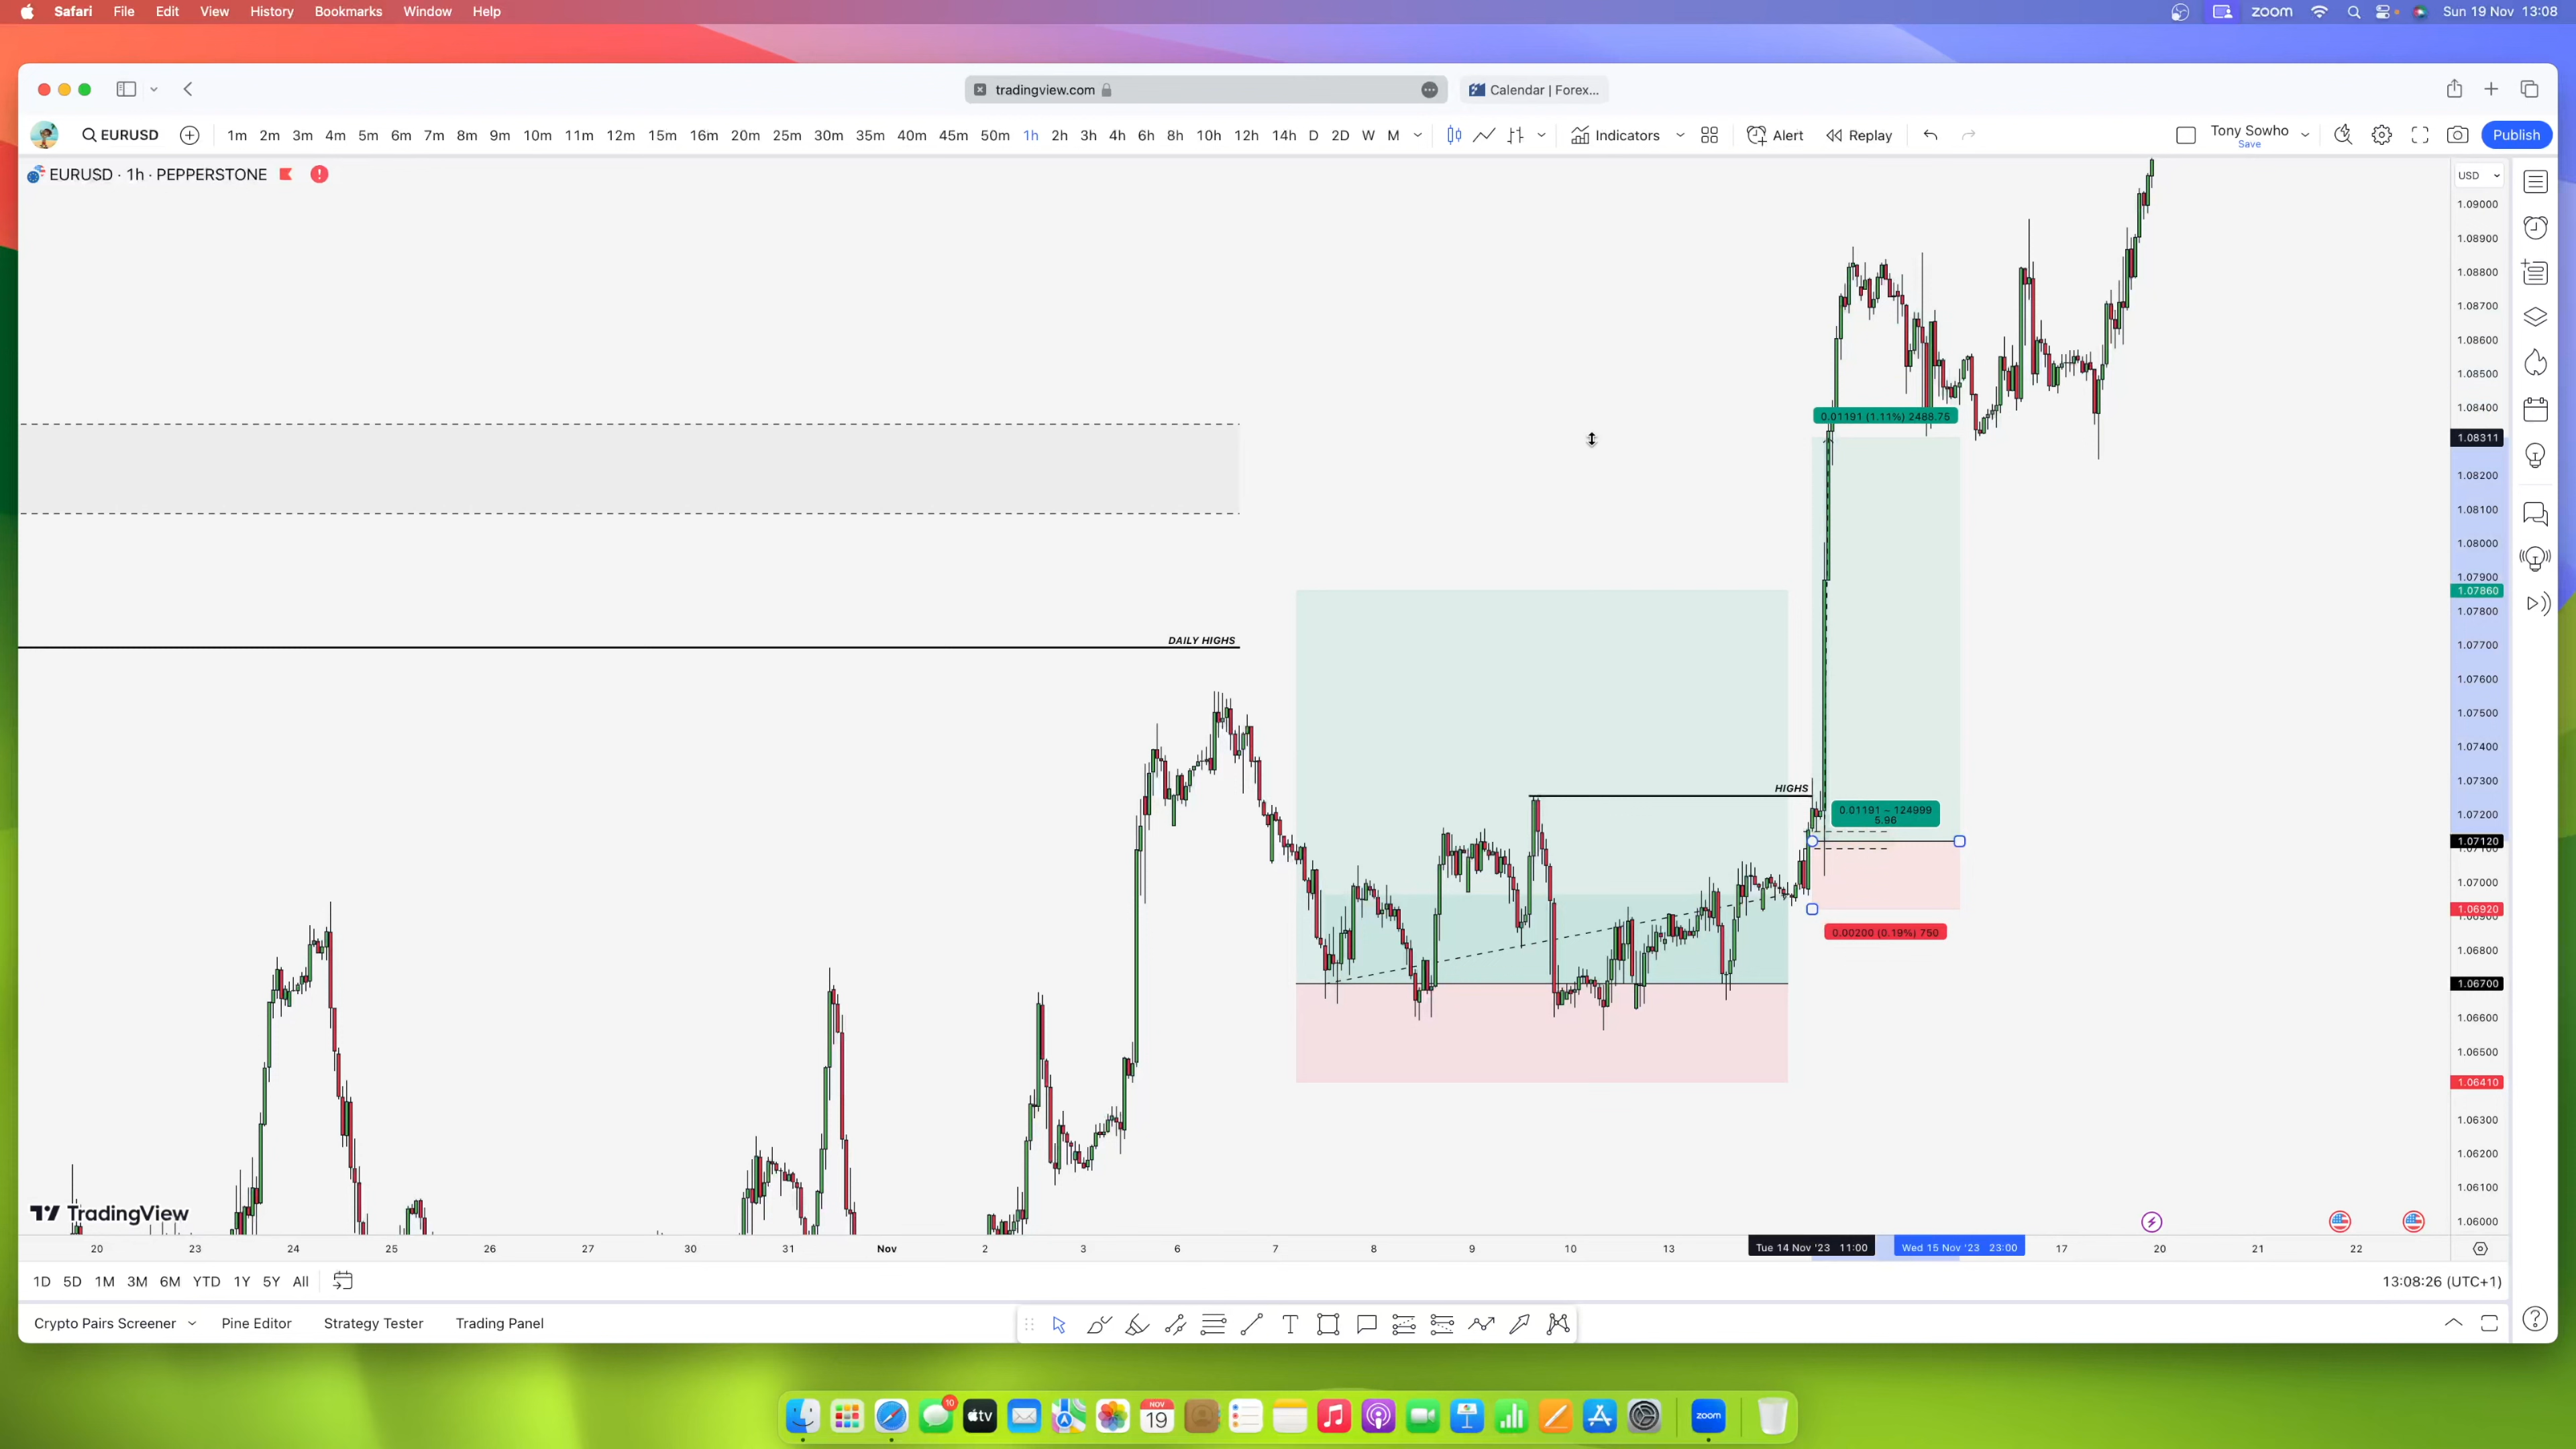 Safari File Edit View History Bookmarks Window Help
zoom Sun 19 Nov 13:08
tradingview.com
Calendar | Forex...
EURUSD
1m 2m 3m 4m 5m 6m 7m 8m 9m 10m 11m 12m 15m 16m 20m 25m 30m 35m 40m 45m 50m 1h 2h 3h 4h 6h 8h 10h 12h 14h D 2D W M
Indicators
Alert
Replay
Tony Sowho
Save
Publish
EURUSD · 1h · PEPPERSTONE
USD
1.09000
1.08900
1.08800
1.08700
1.08600
1.08500
1.08400
0.01191 (1.11%) 2488.75
1.08311
1.08200
1.08100
1.08000
1.07900
1.07860
1.07800
DAILY HIGHS
1.07700
1.07600
1.07500
1.07400
1.07300
HIGHS
0.01191 – 124999
5.96
1.07200
1.07120
1.07000
1.06920
0.00200 (0.19%) 750
1.06800
1.06700
1.06600
1.06500
1.06410
1.06300
1.06200
1.06100
1.06000
TradingView
20 23 24 25 26 27 30 31 Nov 2 3 6 7 8 9 10 13 Tue 14 Nov '23 11:00 Wed 15 Nov '23 23:00 17 20 21 22
1D 5D 1M 3M 6M YTD 1Y 5Y All
13:08:26 (UTC+1)
Crypto Pairs Screener Pine Editor Strategy Tester Trading Panel
10
tv
NOV
19
zoom